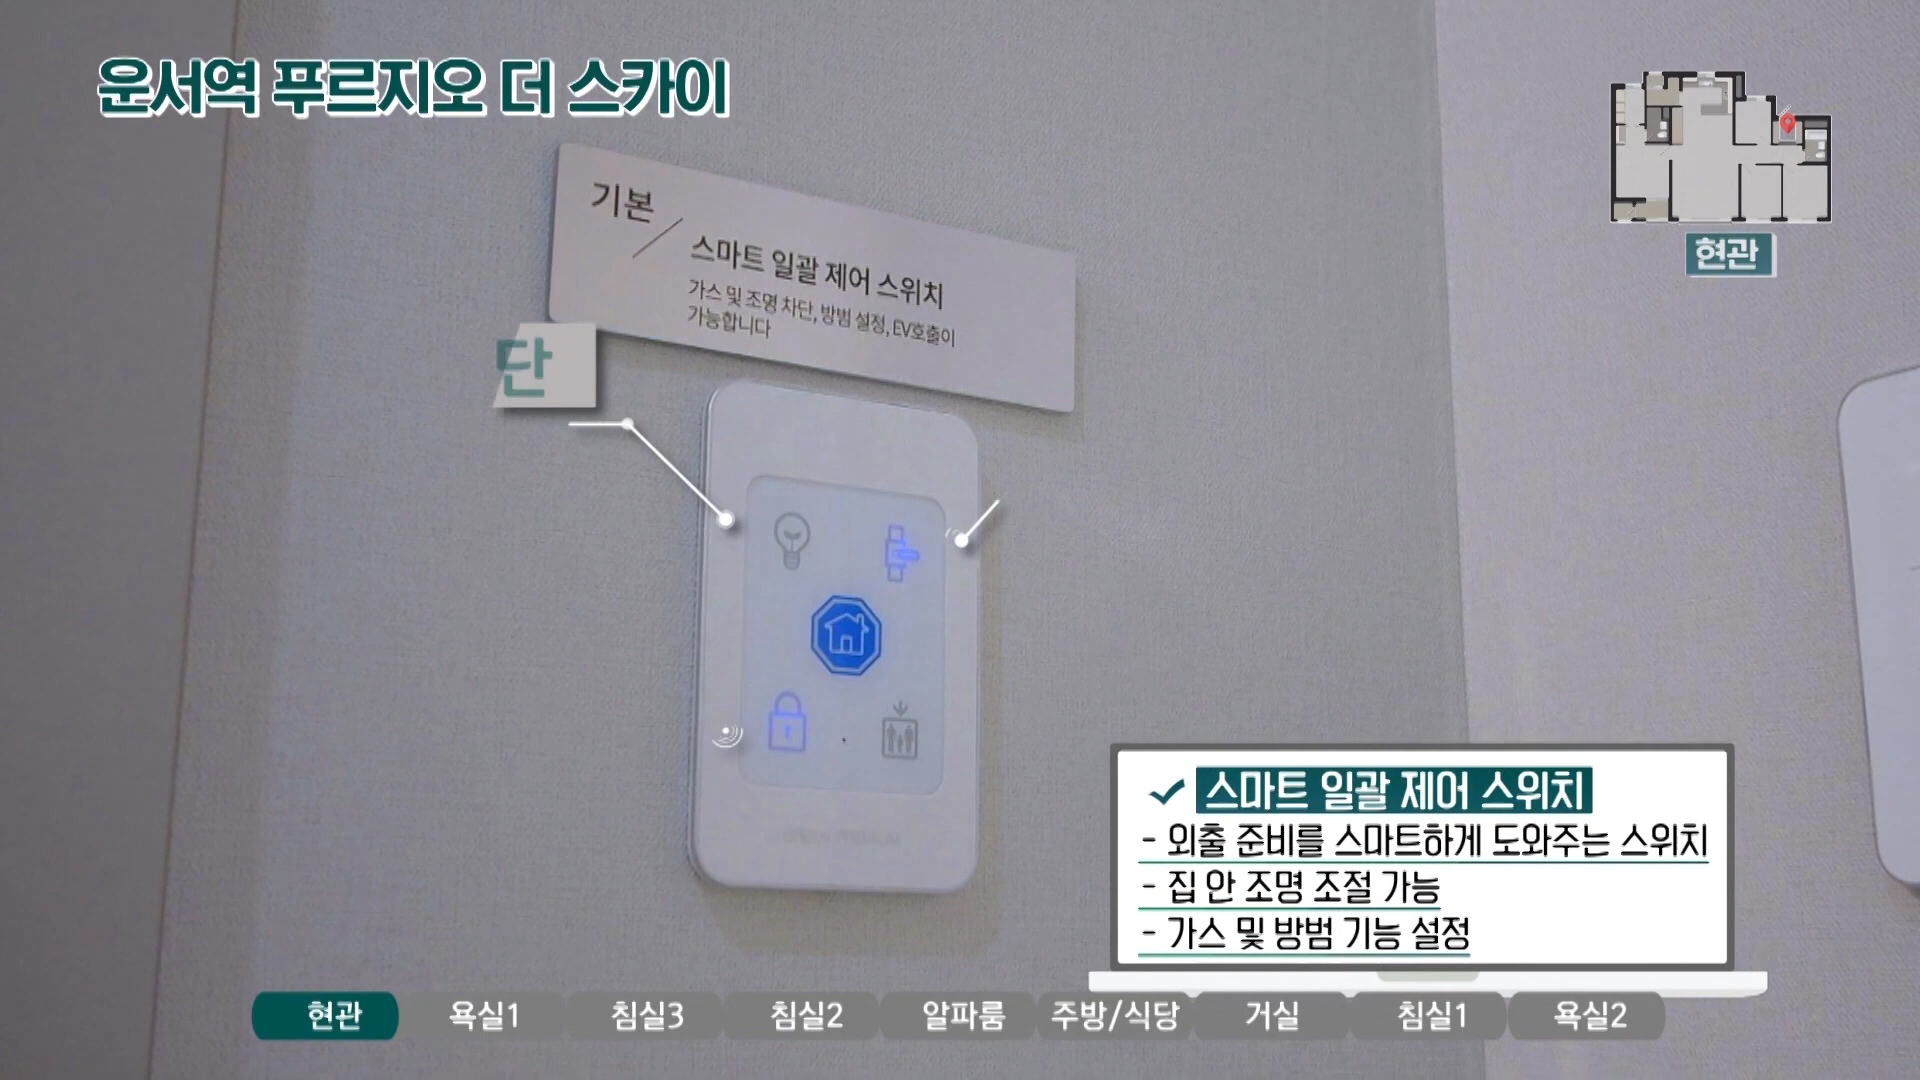 운서역 푸르지오 더 스카이
기본
스마트 일괄 제어 스위치
가스 및 조명 차단, 방범 설정, EV호출이
가능합니다
단
현관
✓ 스마트 일괄 제어 스위치
- 외출 준비를 스마트하게 도와주는 스위치
- 집 안 조명 조절 가능
- 가스 및 방범 기능 설정
현관 욕실1 침실3 침실2 알파룸 주방/식당 거실 침실1 욕실2